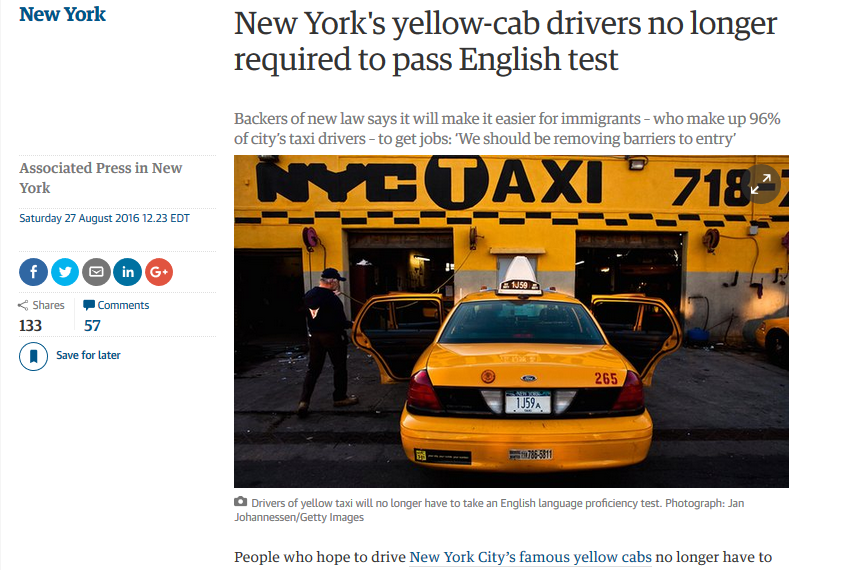 New York
New York's yellow-cab drivers no longer
required to pass English test
Backers of new law says it will make it easier for immigrants – who make up 96%
of city's taxi drivers – to get jobs: 'We should be removing barriers to entry'
Associated Press in New
York
Saturday 27 August 2016 12.23 EDT
Shares
133
Comments
57
Save for later
NYC TAXI 718-7
1J59
265
1J59A
786-5811
Drivers of yellow taxi will no longer have to take an English language proficiency test. Photograph: Jan
Johannessen/Getty Images
People who hope to drive New York City's famous yellow cabs no longer have to